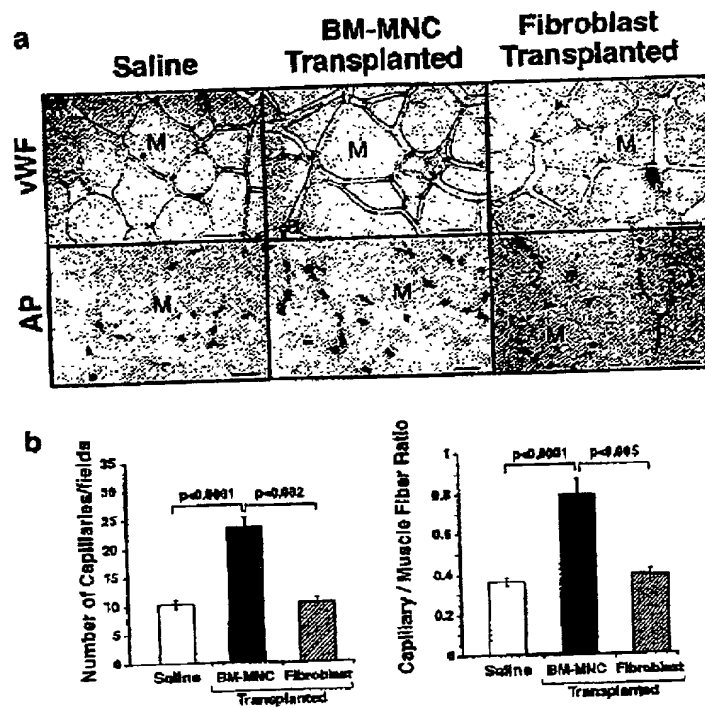 a
Saline
BM-MNC
Transplanted
Fibroblast
Transplanted
vWF
M
M
M
AP
M
M
M
b
Number of Capillaries/fields
35
30
25
20
15
10
5
0
p<0,0001
p<0,002
Saline
BM-MNC
Fibroblast
Transplanted
Capillary / Muscle Fiber Ratio
1
0.8
0.6
0.4
0.2
0
p<0,0001
p<0,005
Saline
BM-MNC
Fibroblast
Transplanted